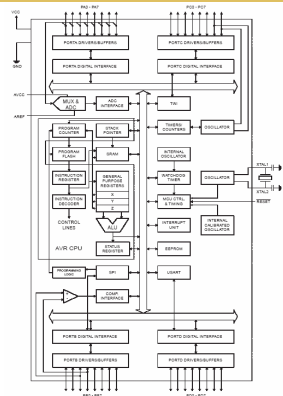 PA0 - PA7
PC0 - PC7
VCC
PORTA DRIVERS/BUFFERS
PORTC DRIVERS/BUFFERS
GND
PORTA DIGITAL INTERFACE
PORTC DIGITAL INTERFACE
AVCC
MUX &
ADC
ADC
INTERFACE
TWI
AREF
PROGRAM
COUNTER
STACK
POINTER
TIMERS/
COUNTERS
OSCILLATOR
PROGRAM
FLASH
SRAM
INTERNAL
OSCILLATOR
INSTRUCTION
REGISTER
GENERAL
PURPOSE
REGISTERS
WATCHDOG
TIMER
OSCILLATOR
XTAL1
X
Y
Z
INSTRUCTION
DECODER
MCU CTRL.
& TIMING
XTAL2
RESET
CONTROL
LINES
ALU
INTERRUPT
UNIT
INTERNAL
CALIBRATED
OSCILLATOR
AVR CPU
STATUS
REGISTER
EEPROM
PROGRAMMING
LOGIC
SPI
USART
+
-
COMP.
INTERFACE
PORTB DIGITAL INTERFACE
PORTD DIGITAL INTERFACE
PORTB DRIVERS/BUFFERS
PORTD DRIVERS/BUFFERS
PB0 - PB7
PD0 - PD7